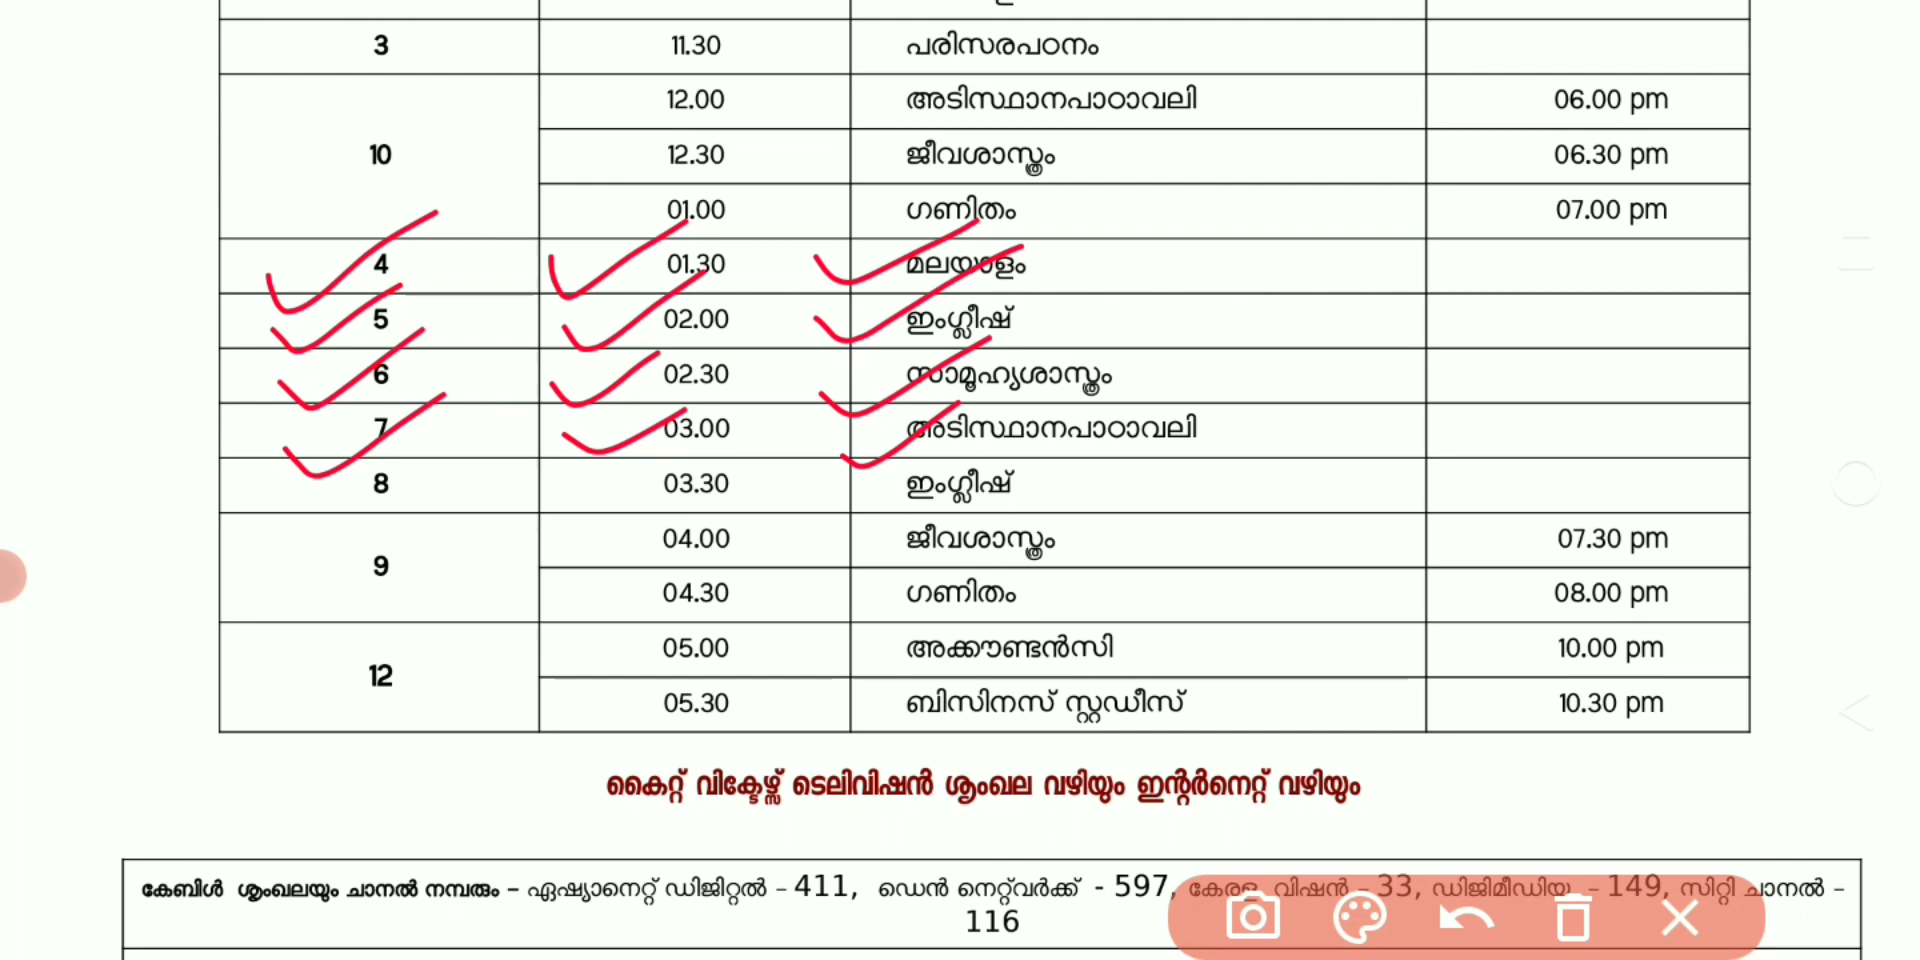 3 11.30 പരിസരപഠനം
12.00 അടിസ്ഥാനപാഠാവലി 06.00 pm
10 12.30 ജീവശാസ്ത്രം 06.30 pm
01.00 ഗണിതം 07.00 pm
4 01.30 മലയാളം
5 02.00 ഇംഗ്ലീഷ്
6 02.30 സാമൂഹ്യശാസ്ത്രം
7 03.00 അടിസ്ഥാനപാഠാവലി
8 03.30 ഇംഗ്ലീഷ്
9 04.00 ജീവശാസ്ത്രം 07.30 pm
04.30 ഗണിതം 08.00 pm
12 05.00 അക്കൗണ്ടൻസി 10.00 pm
05.30 ബിസിനസ് സ്റ്റഡീസ് 10.30 pm
കൈറ്റ് വിക്ടേഴ്സ് ടെലിവിഷൻ ശൃംഖല വഴിയും ഇന്റർനെറ്റ് വഴിയും
കേബിൾ ശൃംഖലയും ചാനൽ നമ്പരും – ഏഷ്യാനെറ്റ് ഡിജിറ്റൽ – 411, ഡെൻ നെറ്റ്‌വർക്ക് - 597, കേരള വിഷൻ – 33, ഡിജിമീഡിയ – 149, സിറ്റി ചാനൽ –
116